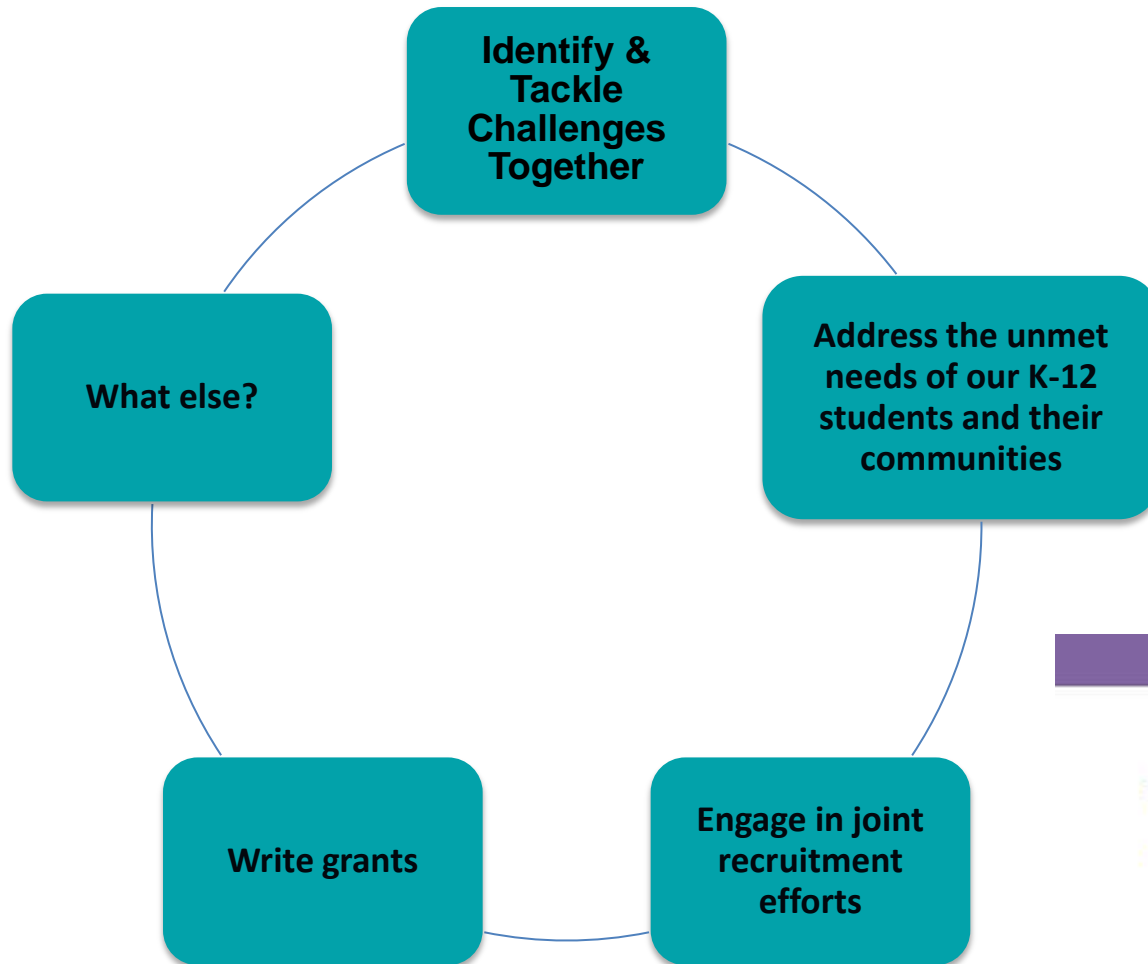 Identify &
Tackle
Challenges
Together
Address the unmet
needs of our K-12
students and their
communities
Engage in joint
recruitment
efforts
Write grants
What else?